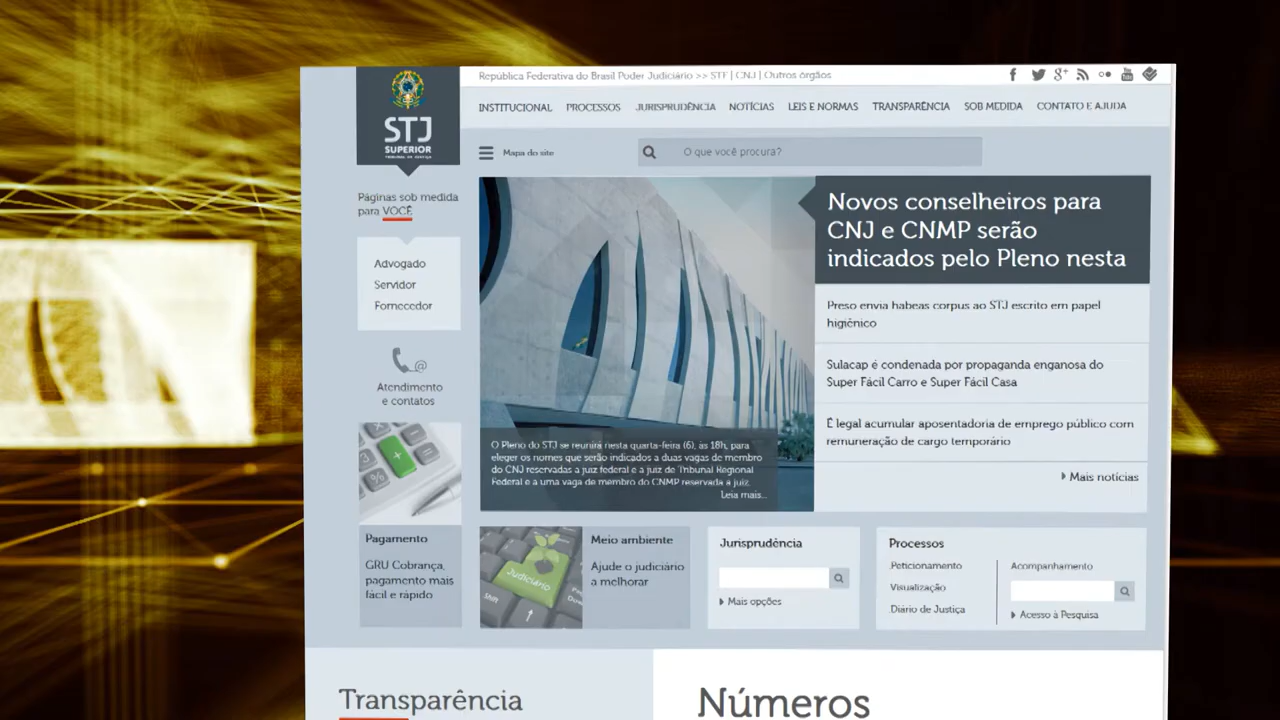 República Federativa do Brasil Poder Judiciário >> STF | CNJ | Outros órgãos
STJ
SUPERIOR
TRIBUNAL DE JUSTIÇA
INSTITUCIONAL PROCESSOS JURISPRUDÊNCIA NOTÍCIAS LEIS E NORMAS TRANSPARÊNCIA SOB MEDIDA CONTATO E AJUDA
Mapa do site
O que você procura?
Páginas sob medida
para VOCÊ
Advogado
Servidor
Fornecedor
Atendimento
e contatos
Novos conselheiros para
CNJ e CNMP serão
indicados pelo Pleno nesta
Preso envia habeas corpus ao STJ escrito em papel
higiênico
Sulacap é condenada por propaganda enganosa do
Super Fácil Carro e Super Fácil Casa
É legal acumular aposentadoria de emprego público com
remuneração de cargo temporário
Mais notícias
O Pleno do STJ se reunirá nesta quarta-feira (6), às 18h, para
eleger os nomes que serão indicados a duas vagas de membro
do CNJ reservadas a juiz federal e a juiz de Tribunal Regional
Federal e a uma vaga de membro do CNMP reservada a juiz.
Leia mais...
Pagamento
GRU Cobrança,
pagamento mais
fácil e rápido
Judiciário
Shift
Meio ambiente
Ajude o judiciário
a melhorar
Jurisprudência
Mais opções
Processos
Peticionamento
Visualização
Diário de Justiça
Acompanhamento
Acesso à Pesquisa
Transparência
Números